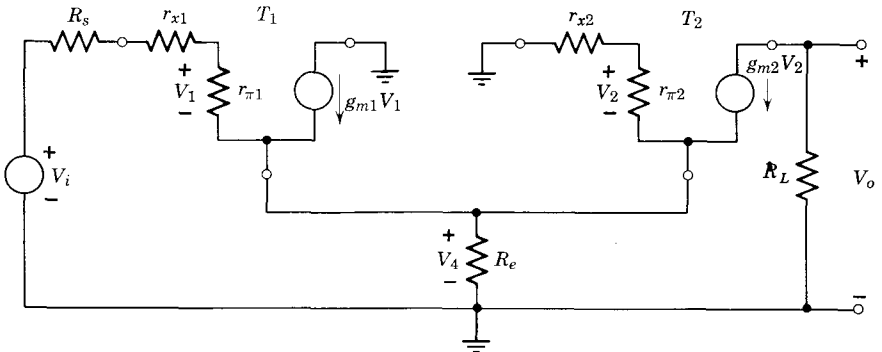 R_s
r_x1
T_1
r_x2
T_2
+
V_1
−
r_π1
g_m1 V_1
+
V_2
−
r_π2
g_m2 V_2
+
+
V_i
−
R_L
V_o
+
V_4
−
R_e
−